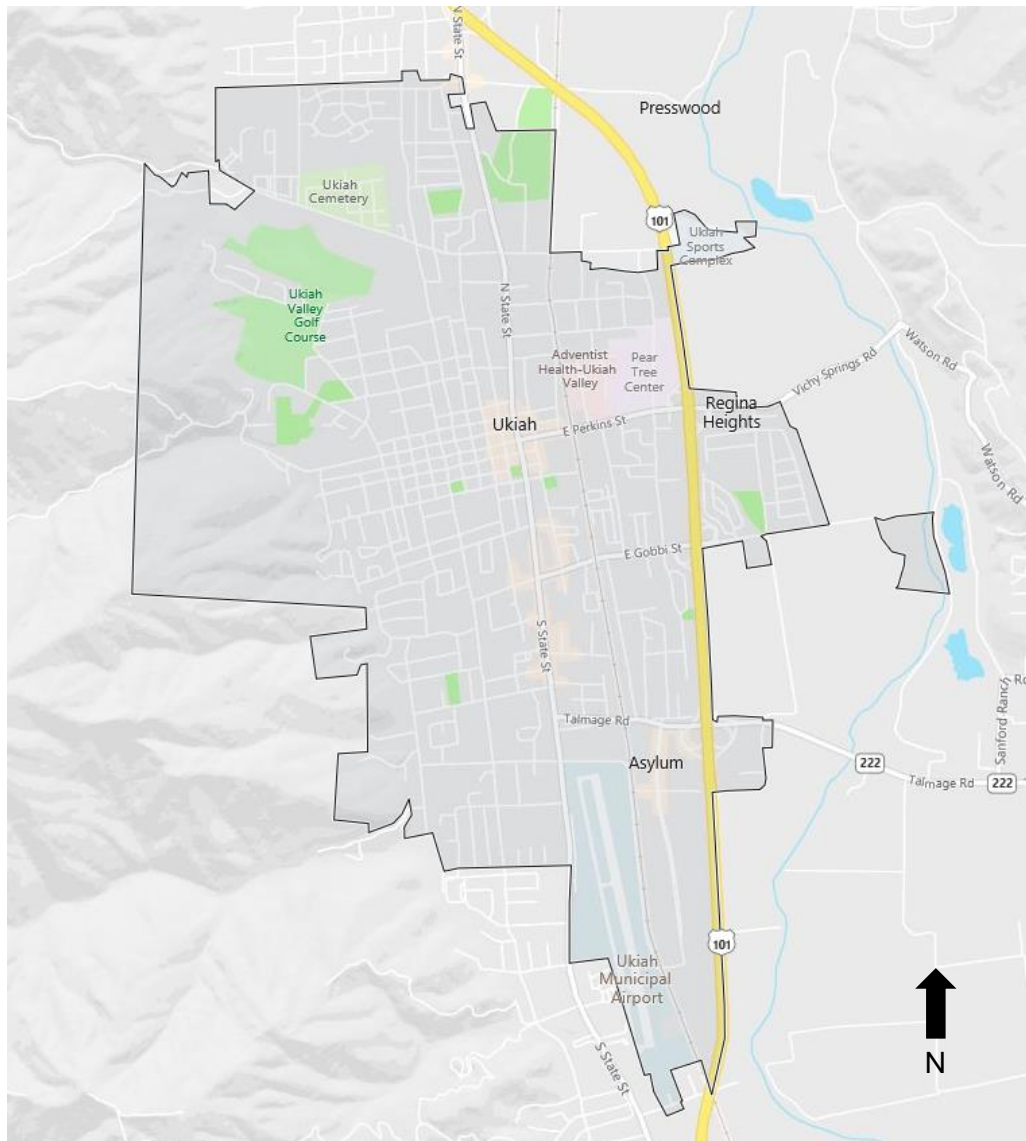 N State St
Presswood
Ukiah
Cemetery
101
Ukiah
Sports
Complex
Ukiah
Valley
Golf
Course
N State St
Adventist
Health-Ukiah
Valley
Pear
Tree
Center
Watson Rd
Vichy Springs Rd
Regina
Heights
Ukiah
E Perkins St
Watson Rd
E Gobbi St
S State St
Sanford Ranch Rd
Talmage Rd
Asylum
222
Talmage Rd
222
101
Ukiah
Municipal
Airport
S State St
N